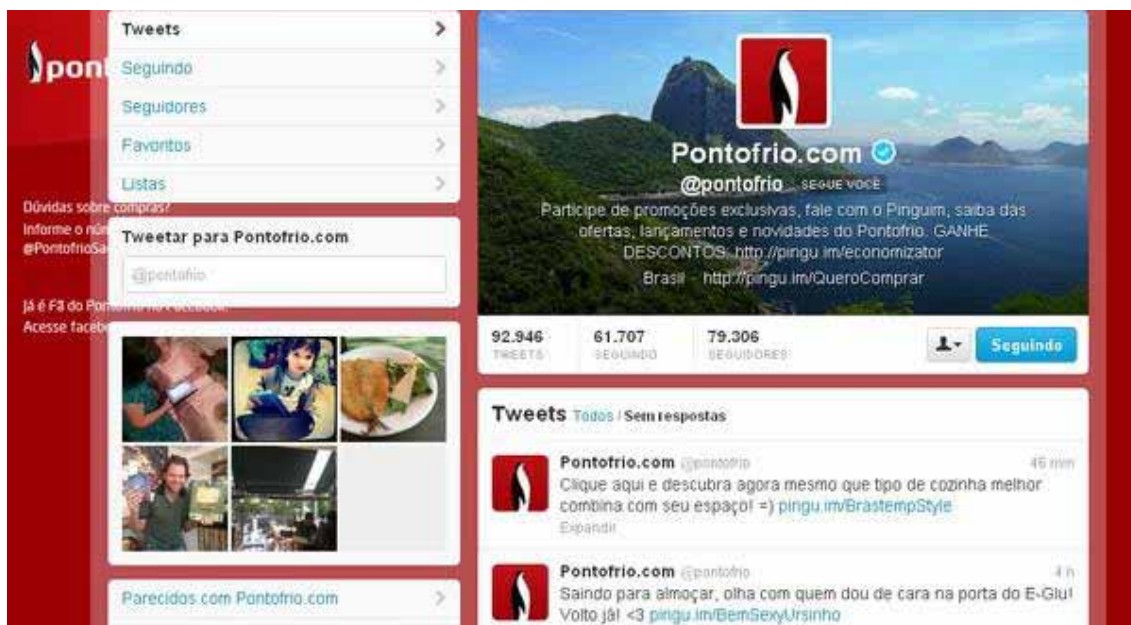 pont
Dúvidas sobre compras?
Informe o nún
@PontofrioSa
Já é Fã do Pontofrio no Facebook!
Acesse faceb
Tweets
Seguindo
Seguidores
Favoritos
Listas
Tweetar para Pontofrio.com
@pontofrio
Parecidos com Pontofrio.com
Pontofrio.com
@pontofrio SEGUE VOCÊ
Participe de promoções exclusivas, fale com o Pinguim, saiba das
ofertas, lançamentos e novidades do Pontofrio. GANHE
DESCONTOS: http://pingu.im/economizator
Brasil · http://pingu.im/QueroComprar
92.946 61.707 79.306
TWEETS SEGUINDO SEGUIDORES
Seguindo
Tweets Todos / Sem respostas
Pontofrio.com @pontofrio 46 min
Clique aqui e descubra agora mesmo que tipo de cozinha melhor
combina com seu espaço! =) pingu.im/BrastempStyle
Expandir
Pontofrio.com @pontofrio 4 h
Saindo para almoçar, olha com quem dou de cara na porta do E-Glu!
Volto já! <3 pingu.im/BemSexyUrsinho